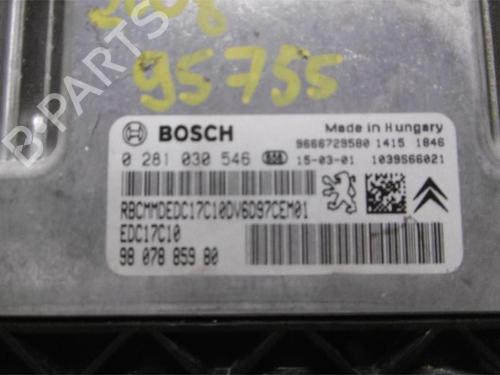 2008
95755
B PARTS
BOSCH
Made in Hungary
9666729580 1415 1846
0 281 030 546
15-03-01 1039S66021
RBCMMDEDC17C10DV6D97CEM01
EDC17C10
98 078 859 80